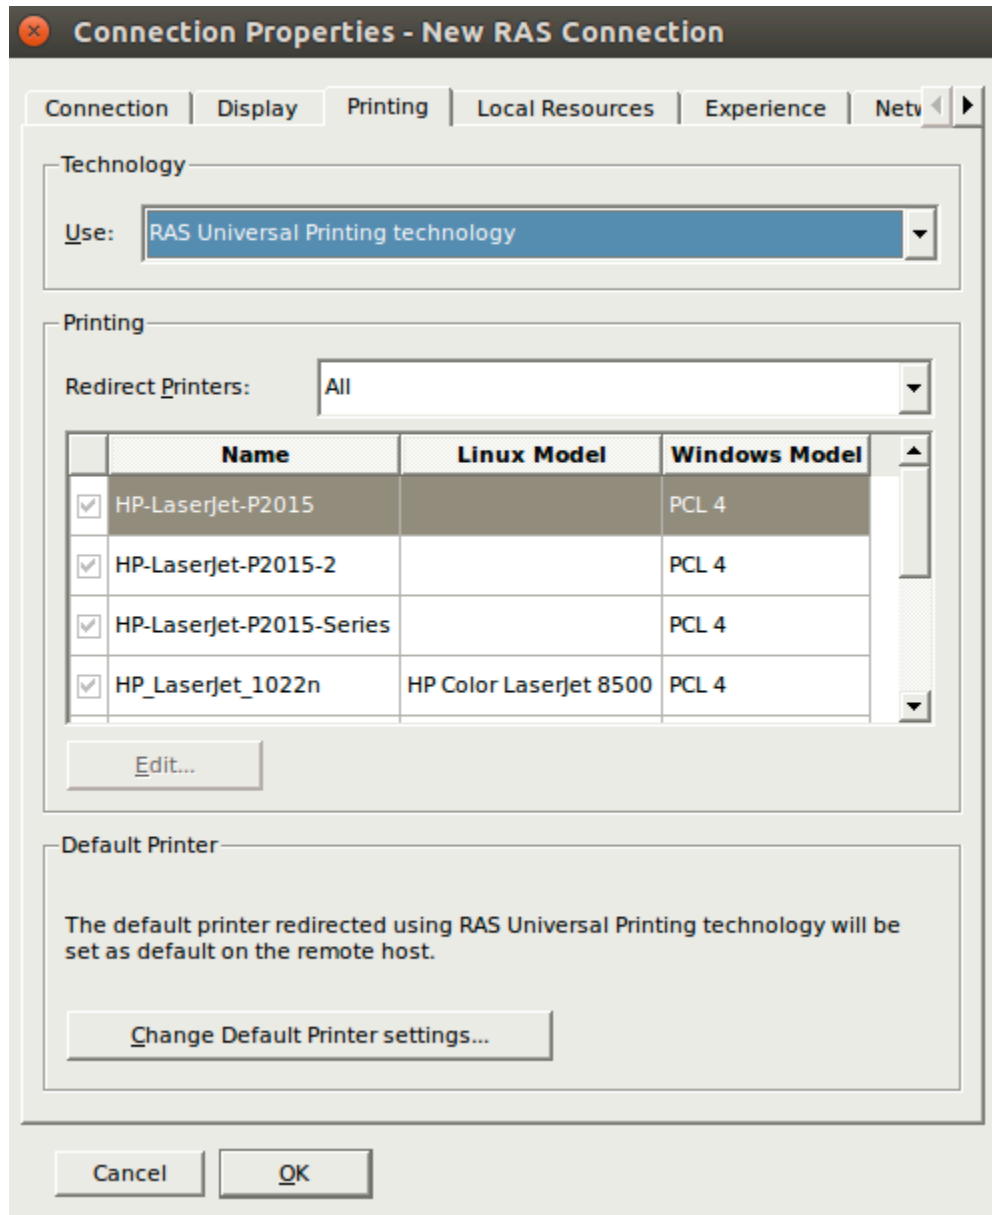 Connection Properties - New RAS Connection
Connection Display Printing Local Resources Experience Netw
Technology
Use: RAS Universal Printing technology
Printing
Redirect Printers: All
Name Linux Model Windows Model
HP-LaserJet-P2015 PCL 4
HP-LaserJet-P2015-2 PCL 4
HP-LaserJet-P2015-Series PCL 4
HP_LaserJet_1022n HP Color LaserJet 8500 PCL 4
Edit...
Default Printer
The default printer redirected using RAS Universal Printing technology will be
set as default on the remote host.
Change Default Printer settings...
Cancel OK